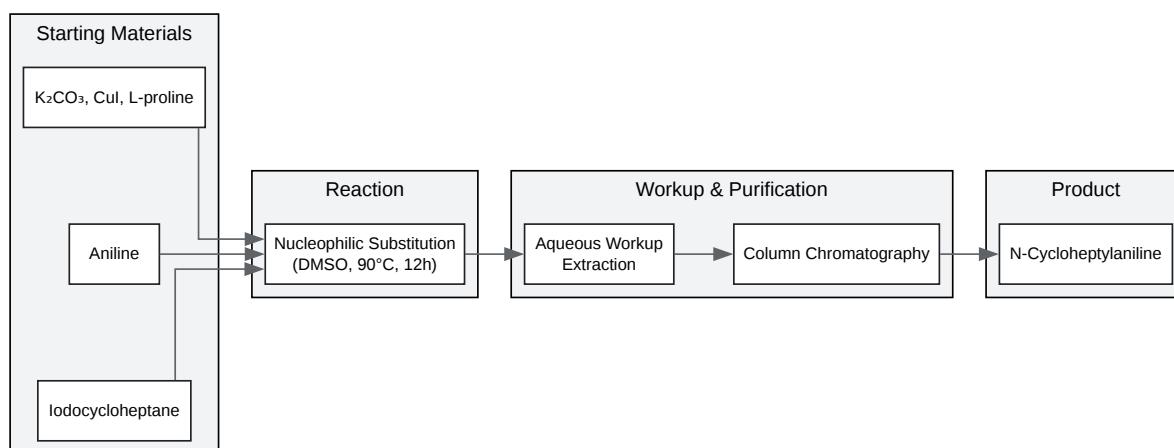 Starting Materials
K₂CO₃, CuI, L-proline
Aniline
Iodocycloheptane
Reaction
Nucleophilic Substitution
(DMSO, 90°C, 12h)
Workup & Purification
Aqueous Workup
Extraction
Column Chromatography
Product
N-Cycloheptylaniline